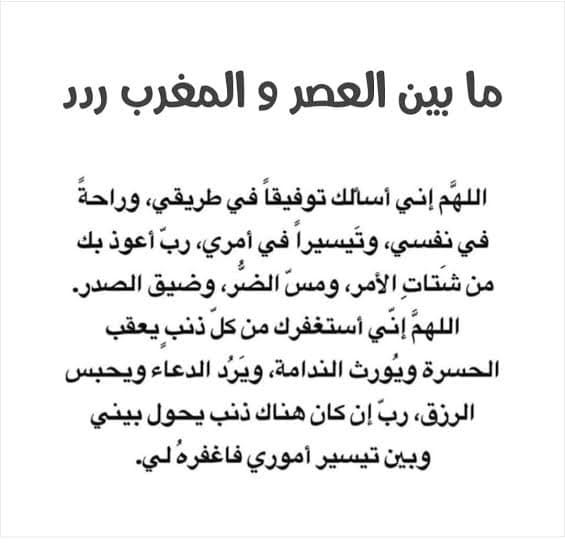 ما بين العصر و المغرب ردد
اللهَّم إني أسألك توفيقاً في طريقي، وراحةً
في نفسي، وتَيسيراً في أمري، ربّ أعوذ بك
من شَتاتِ الأمر، ومسّ الضُّر، وضيق الصدر.
اللهمَّ إنّي أستغفرك من كلّ ذنبٍ يعقب
الحسرة ويُورث الندامة، ويَرُد الدعاء ويحبس
الرزق، ربّ إن كان هناك ذنب يحول بيني
وبين تيسير أموري فاغفرهُ لي.